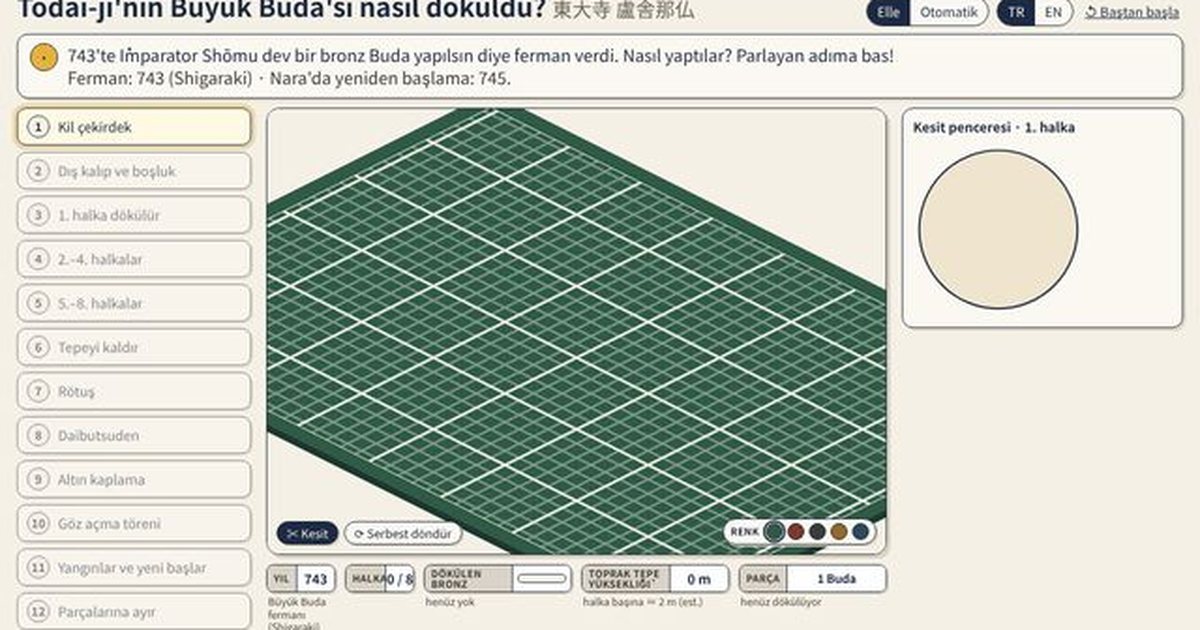 Tōdai-ji'nin Büyük Buda'sı nasıl döküldü? 東大寺 盧舎那仏
Elle Otomatik TR EN Baştan başla
743'te İmparator Shōmu dev bir bronz Buda yapılsın diye ferman verdi. Nasıl yaptılar? Parlayan adıma bas!
Ferman: 743 (Shigaraki) · Nara'da yeniden başlama: 745.
1 Kil çekirdek
2 Dış kalıp ve boşluk
3 1. halka dökülür
4 2.–4. halkalar
5 5.–8. halkalar
6 Tepeyi kaldır
7 Rötuş
8 Daibutsuden
9 Altın kaplama
10 Göz açma töreni
11 Yangınlar ve yeni başlar
12 Parçalarına ayır
Kesit penceresi · 1. halka
Kesit Serbest döndür
RENK
YIL 743
Büyük Buda
fermanı
(Shigaraki)
HALKA 0 / 8
DÖKÜLEN
BRONZ
henüz yok
TOPRAK TEPE
YÜKSEKLİĞİ* 0 m
halka başına ≈ 2 m (est.)
PARÇA 1 Buda
henüz dökülüyor